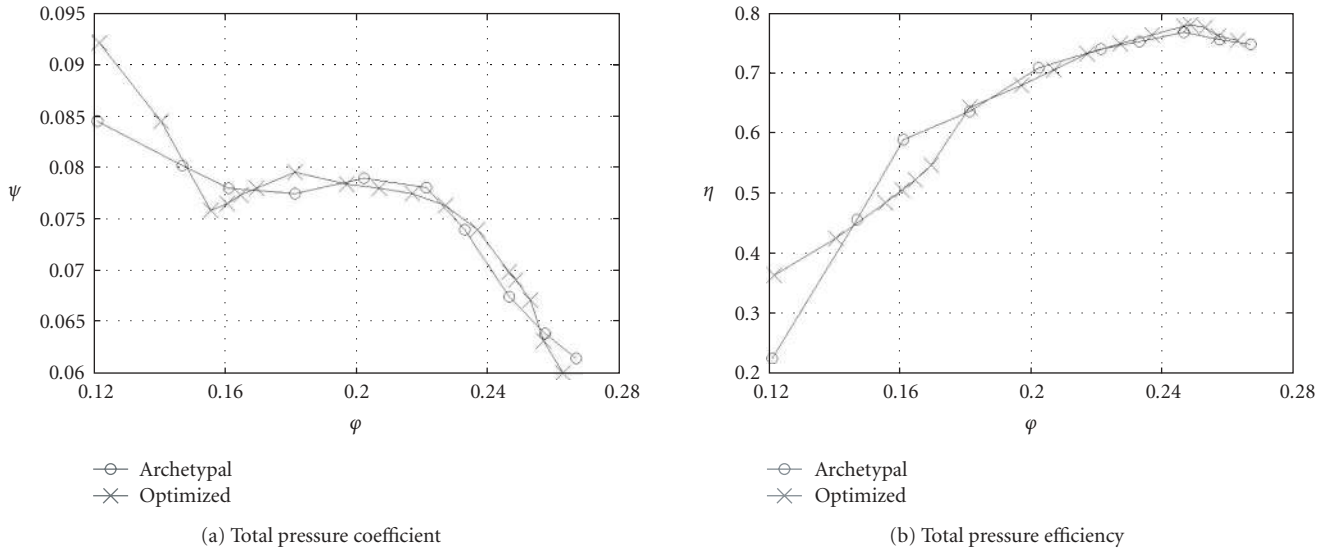 0.095
0.09
0.085
0.08
ψ
0.075
0.07
0.065
0.06
0.12 0.16 0.2 0.24 0.28
φ
Archetypal
Optimized
(a) Total pressure coefficient
0.8
0.7
0.6
η
0.5
0.4
0.3
0.2
0.12 0.16 0.2 0.24 0.28
φ
Archetypal
Optimized
(b) Total pressure efficiency